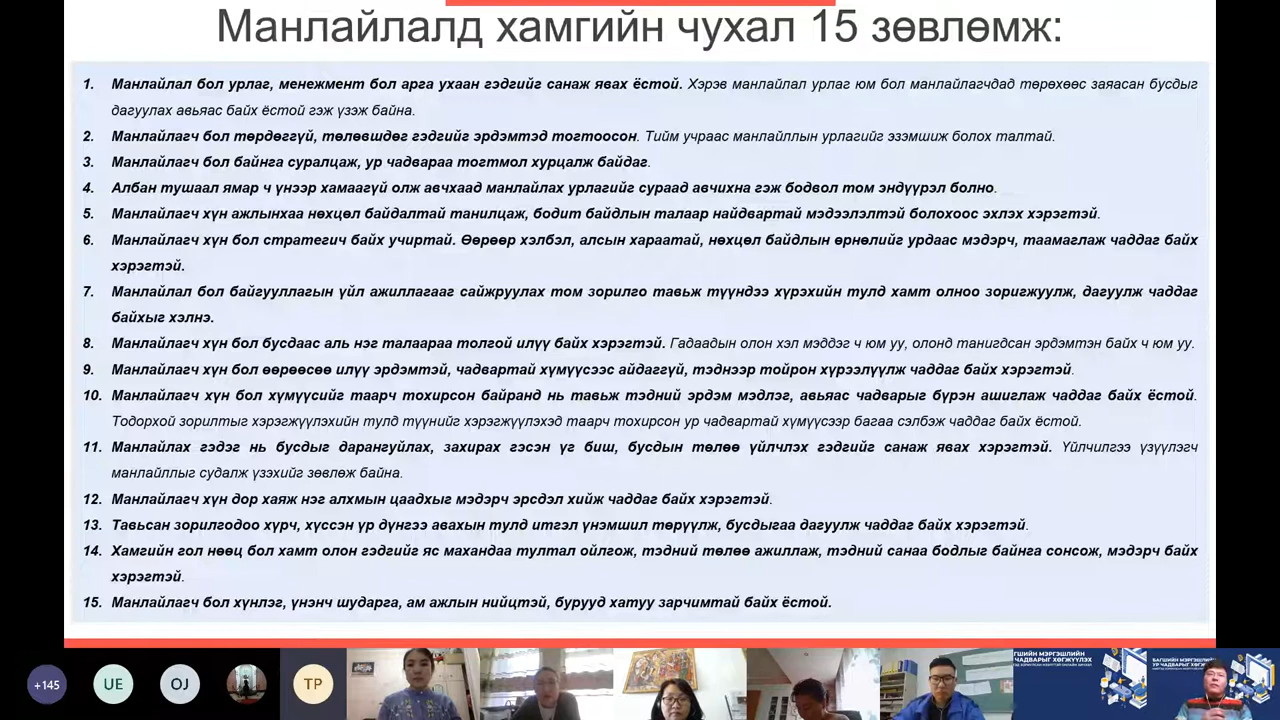 Манлайлалд хамгийн чухал 15 зөвлөмж:
1. Манлайлал бол урлаг, менежмент бол арга ухаан гэдгийг санаж явах ёстой. Хэрэв манлайлал урлаг юм бол манлайлагчдад төрөхөөс заяасан бусдыг
дагуулах авьяас байх ёстой гэж үзэж байна.
2. Манлайлагч бол төрдөггүй, төлөвшдөг гэдгийг эрдэмтэд тогтоосон. Тийм учраас манлайллын урлагийг эзэмшиж болох талтай.
3. Манлайлагч бол байнга суралцаж, ур чадвараа тогтмол хурцалж байдаг.
4. Албан тушаал ямар ч үнээр хамаагүй олж авчхаад манлайлах урлагийг сураад авчихна гэж бодвол том эндүүрэл болно.
5. Манлайлагч хүн ажлынхаа нөхцөл байдалтай танилцаж, бодит байдлын талаар найдвартай мэдээлэлтэй болохоос эхлэх хэрэгтэй.
6. Манлайлагч хүн бол стратегич байх учиртай. Өөрөөр хэлбэл, алсын хараатай, нөхцөл байдлын өрнөлийг урдаас мэдэрч, таамаглаж чаддаг байх
хэрэгтэй.
7. Манлайлал бол байгууллагын үйл ажиллагааг сайжруулах том зорилго тавьж түүндээ хүрэхийн тулд хамт олноо зоригжуулж, дагуулж чаддаг
байхыг хэлнэ.
8. Манлайлагч хүн бол бусдаас аль нэг талаараа толгой илүү байх хэрэгтэй. Гадаадын олон хэл мэддэг ч юм уу, олонд танигдсан эрдэмтэн байх ч юм уу.
9. Манлайлагч хүн бол өөрөөсөө илүү эрдэмтэй, чадвартай хүмүүсээс айдаггүй, тэднээр тойрон хүрээлүүлж чаддаг байх хэрэгтэй.
10. Манлайлагч хүн бол хүмүүсийг таарч тохирсон байранд нь тавьж тэдний эрдэм мэдлэг, авьяас чадварыг бүрэн ашиглаж чаддаг байх ёстой.
Тодорхой зорилтыг хэрэгжүүлэхийн тулд түүнийг хэрэгжүүлэхэд таарч тохирсон ур чадвартай хүмүүсээр багаа сэлбэж чаддаг байх ёстой.
11. Манлайлах гэдэг нь бусдыг дарангуйлах, захирах гэсэн үг биш, бусдын төлөө үйлчлэх гэдгийг санаж явах хэрэгтэй. Үйлчилгээ үзүүлэгч
манлайллыг судалж үзэхийг зөвлөж байна.
12. Манлайлагч хүн дор хаяж нэг алхмын цаадхыг мэдэрч эрсдэл хийж чаддаг байх хэрэгтэй.
13. Тавьсан зорилгодоо хүрч, хүссэн үр дүнгээ авахын тулд итгэл үнэмшил төрүүлж, бусдыгаа дагуулж чаддаг байх хэрэгтэй.
14. Хамгийн гол нөөц бол хамт олон гэдгийг яс махандаа тултал ойлгож, тэдний төлөө ажиллаж, тэдний санаа бодлыг байнга сонсож, мэдэрч байх
хэрэгтэй.
15. Манлайлагч бол хүнлэг, үнэнч шударга, ам ажлын нийцтэй, бурууд хатуу зарчимтай байх ёстой.
+145 UE OJ TP
БАГШИЙН МЭРГЭШЛИЙН